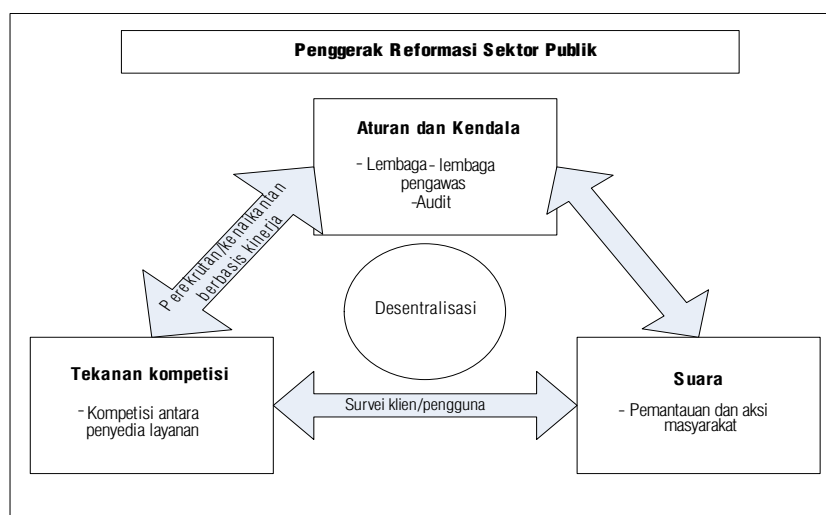 Penggerak Reformasi Sektor Publik
Aturan dan Kendala
- Lembaga - lembaga
pengawas
-Audit
Perekrutan/kenaikantan
berbasis kinerja
Desentralisasi
Tekanan kompetisi
- Kompetisi antara
penyedia layanan
Survei klien/pengguna
Suara
- Pemantauan dan aksi
masyarakat